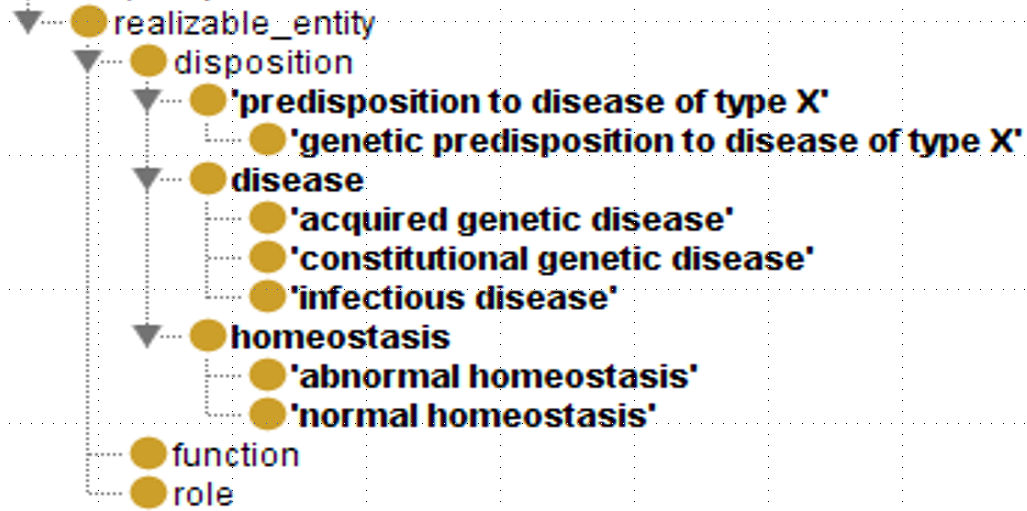 realizable_entity
disposition
'predisposition to disease of type X'
'genetic predisposition to disease of type X'
disease
'acquired genetic disease'
'constitutional genetic disease'
'infectious disease'
homeostasis
'abnormal homeostasis'
'normal homeostasis'
function
role